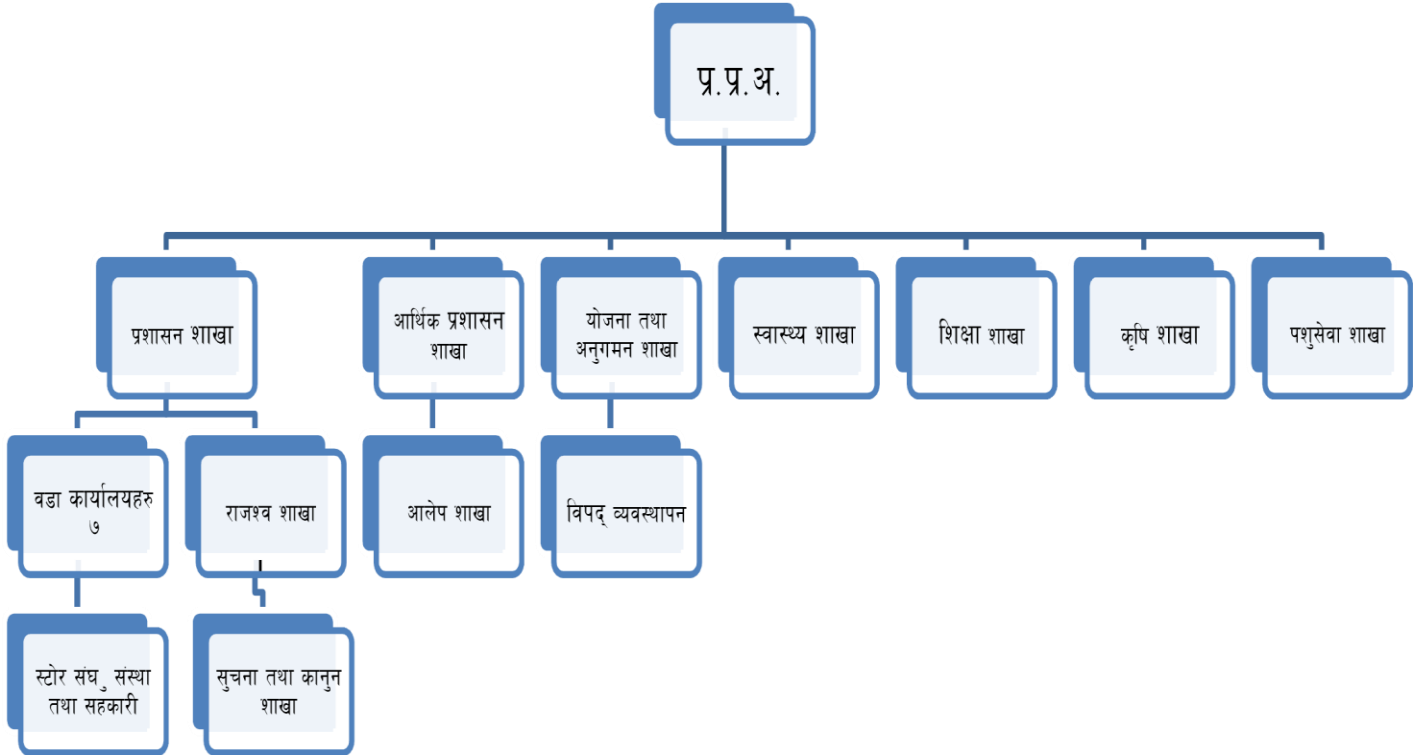 प्र.प्र.अ.
प्रशासन शाखा
आर्थिक प्रशासन
शाखा
योजना तथा
अनुगमन शाखा
स्वास्थ्य शाखा
शिक्षा शाखा
कृषि शाखा
पशुसेवा शाखा
वडा कार्यालयहरु
७
राजश्व शाखा
आलेप शाखा
विपद् व्यवस्थापन
स्टोर संघ ु संस्था
तथा सहकारी
सुचना तथा कानुन
शाखा